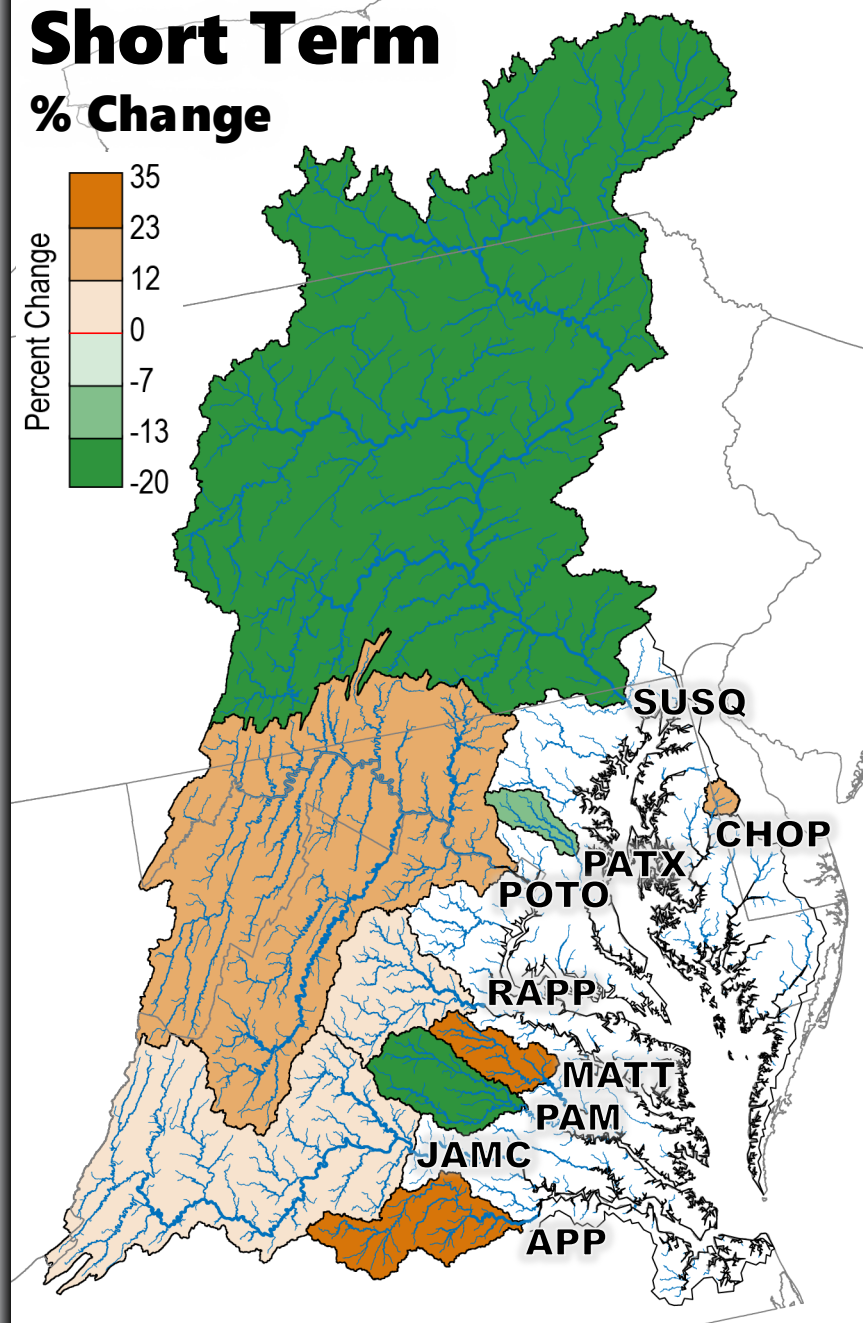 Short Term
% Change
Percent Change
35
23
12
0
-7
-13
-20
SUSQ
CHOP
PATX
POTO
RAPP
MATT
PAM
JAMC
APP